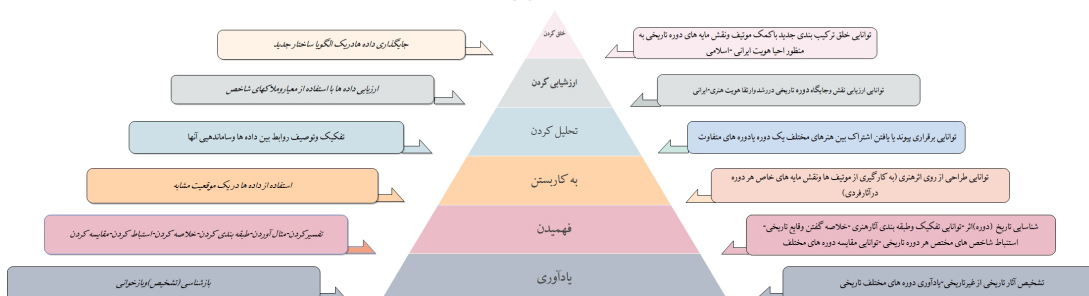 خلق کردن
توانایی خلق ترکیب بندی جدید باکمک موتیف ونقش مایه های دوره تاریخی به
منظور احیا هویت ایرانی -اسلامی
جایگذاری داده هادریک الگویا ساختار جدید
ارزشیابی کردن
توانایی ارزیابی نقش وجایگاه دوره تاریخی دررشدوارتقا هویت هنری-ایرانی
ارزیابی داده ها با استفاده از معیاروملاکهای شاخص
تحلیل کردن
توانایی برقراری پیوند یا یافتن اشتراک بین هنرهای مختلف یک دوره یادوره های متفاوت
تفکیک وتوصیف روابط بین داده ها وساماندهیی آنها
به کاربستن
توانایی طراحی از روی اثرهنری (به کارگیری از موتیف ها ونقش مایه های خاص هر دوره
درآثارفردی)
استفاده از داده ها دریک موقعیت مشابه
فهمیدن
شناسایی تاریخ (دوره)اثر -توانایی تفکیک وطبقه بندی آثارهنری -خلاصه گفتن وقایع تاریخی-
استنباط شاخص های مختص هر دوره تاریخی -توانایی مقایسه دوره های مختلف
تفسیرکردن-مثال آوردن-طبقه بندی کردن-خلاصه کردن-استنباط کردن-مقایسه کردن
یادآوری
تشخیص آثار تاریخی از غیرتاریخی-یادآوری دوره های مختلف تاریخی
بازشناسی (تشخیص)وبازخوانی